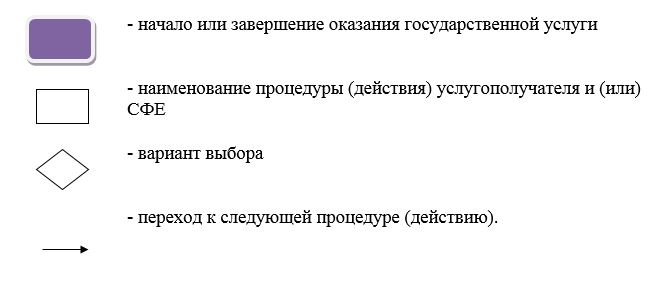 - начало или завершение оказания государственной услуги
- наименование процедуры (действия) услугополучателя и (или)
СФЕ
- вариант выбора
- переход к следующей процедуре (действию).